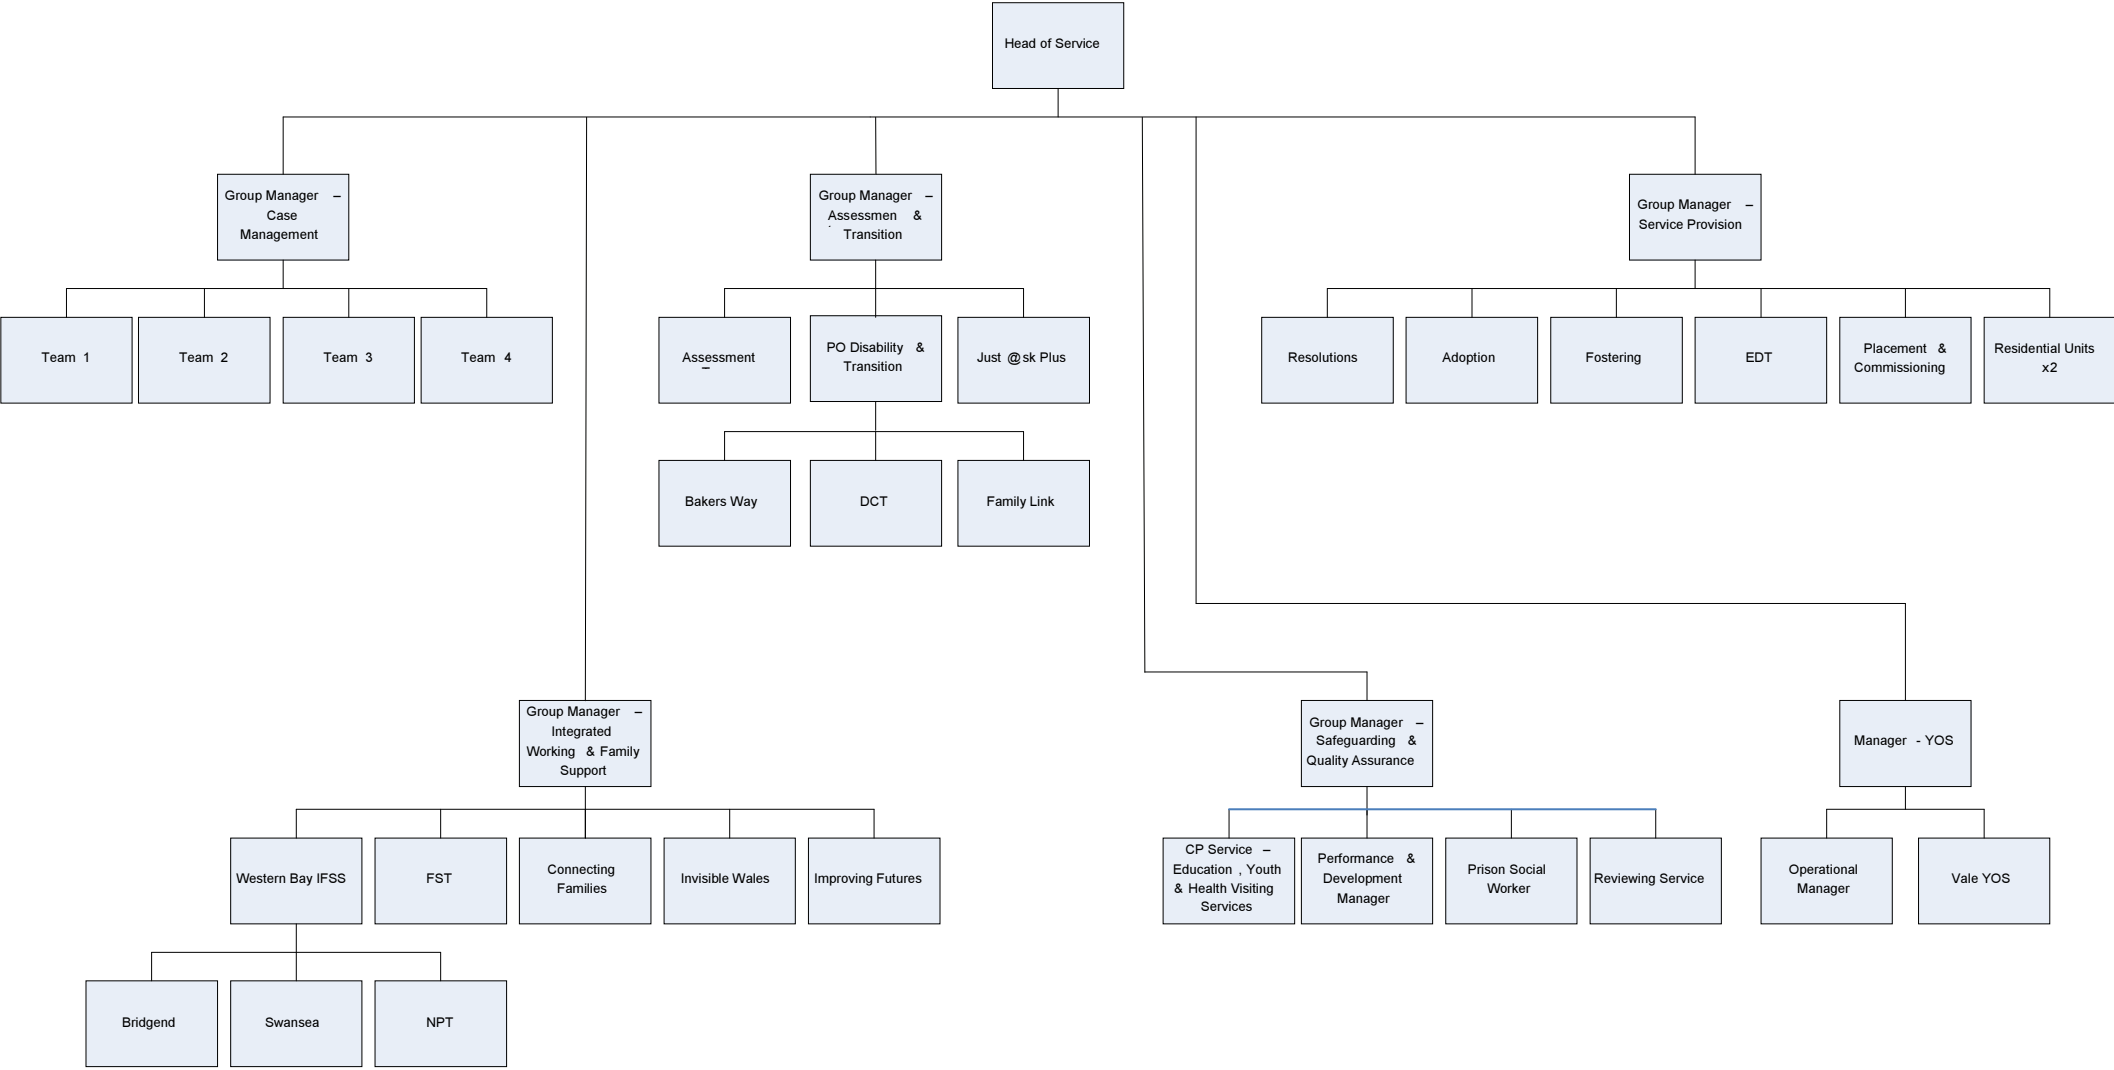 Head of Service
Group Manager –
Case
Management
Group Manager –
Assessmen &
Transition
Group Manager –
Service Provision
Team 1
Team 2
Team 3
Team 4
Assessment
PO Disability &
Transition
Just @sk Plus
Resolutions
Adoption
Fostering
EDT
Placement &
Commissioning
Residential Units
x2
Bakers Way
DCT
Family Link
Group Manager –
Integrated
Working & Family
Support
Group Manager –
Safeguarding &
Quality Assurance
Manager - YOS
Western Bay IFSS
FST
Connecting
Families
Invisible Wales
Improving Futures
CP Service –
Education , Youth
& Health Visiting
Services
Performance &
Development
Manager
Prison Social
Worker
Reviewing Service
Operational
Manager
Vale YOS
Bridgend
Swansea
NPT